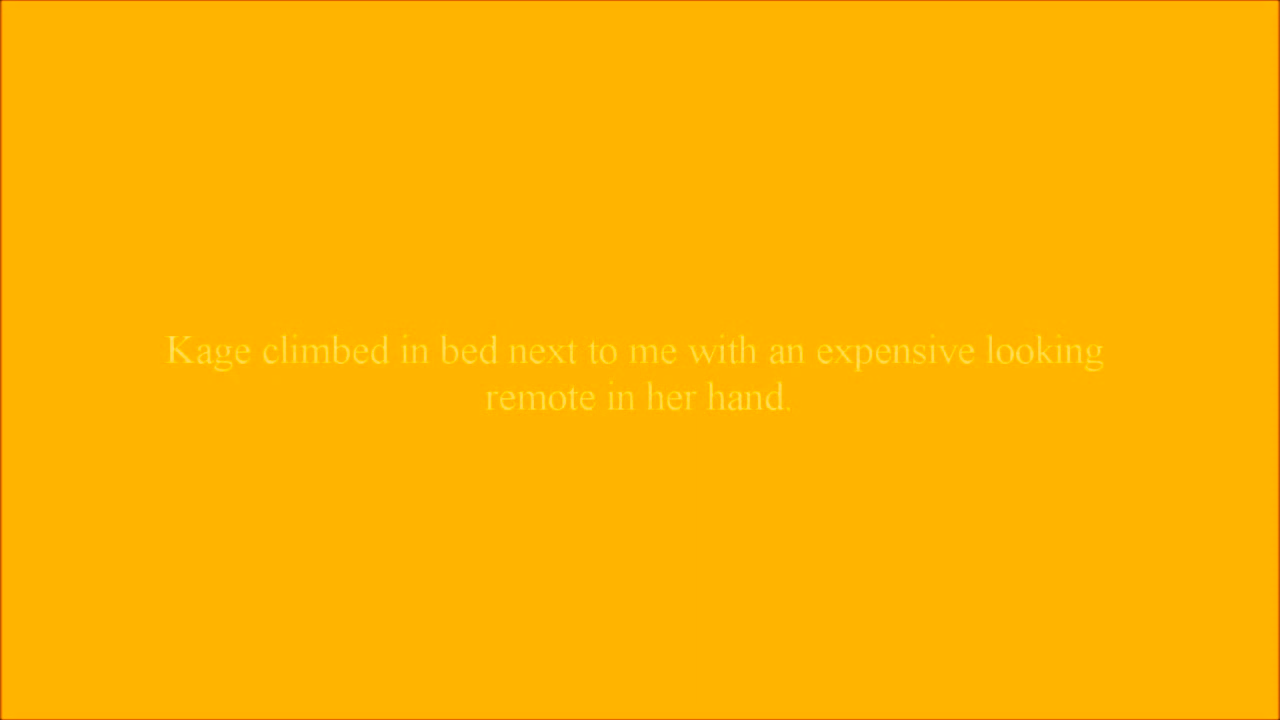 Kage climbed in bed next to me with an expensive looking
remote in her hand.